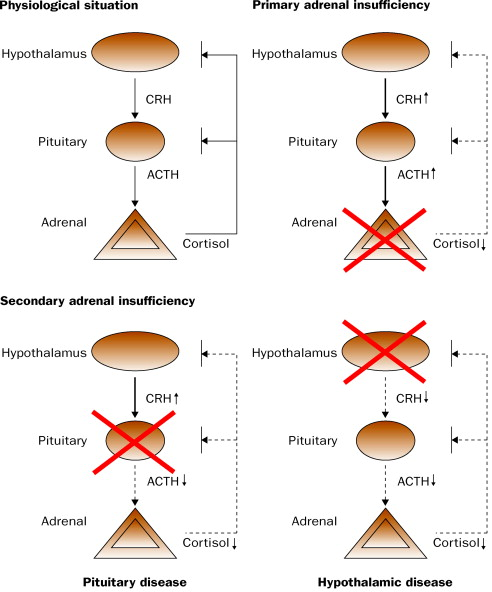 Physiological situation
Hypothalamus
CRH
Pituitary
ACTH
Adrenal
Cortisol
Primary adrenal insufficiency
Hypothalamus
CRH↑
Pituitary
ACTH↑
Adrenal
Cortisol↓
Secondary adrenal insufficiency
Hypothalamus
CRH↑
Pituitary
ACTH↓
Adrenal
Cortisol↓
Pituitary disease
Hypothalamus
CRH↓
Pituitary
ACTH↓
Adrenal
Cortisol↓
Hypothalamic disease